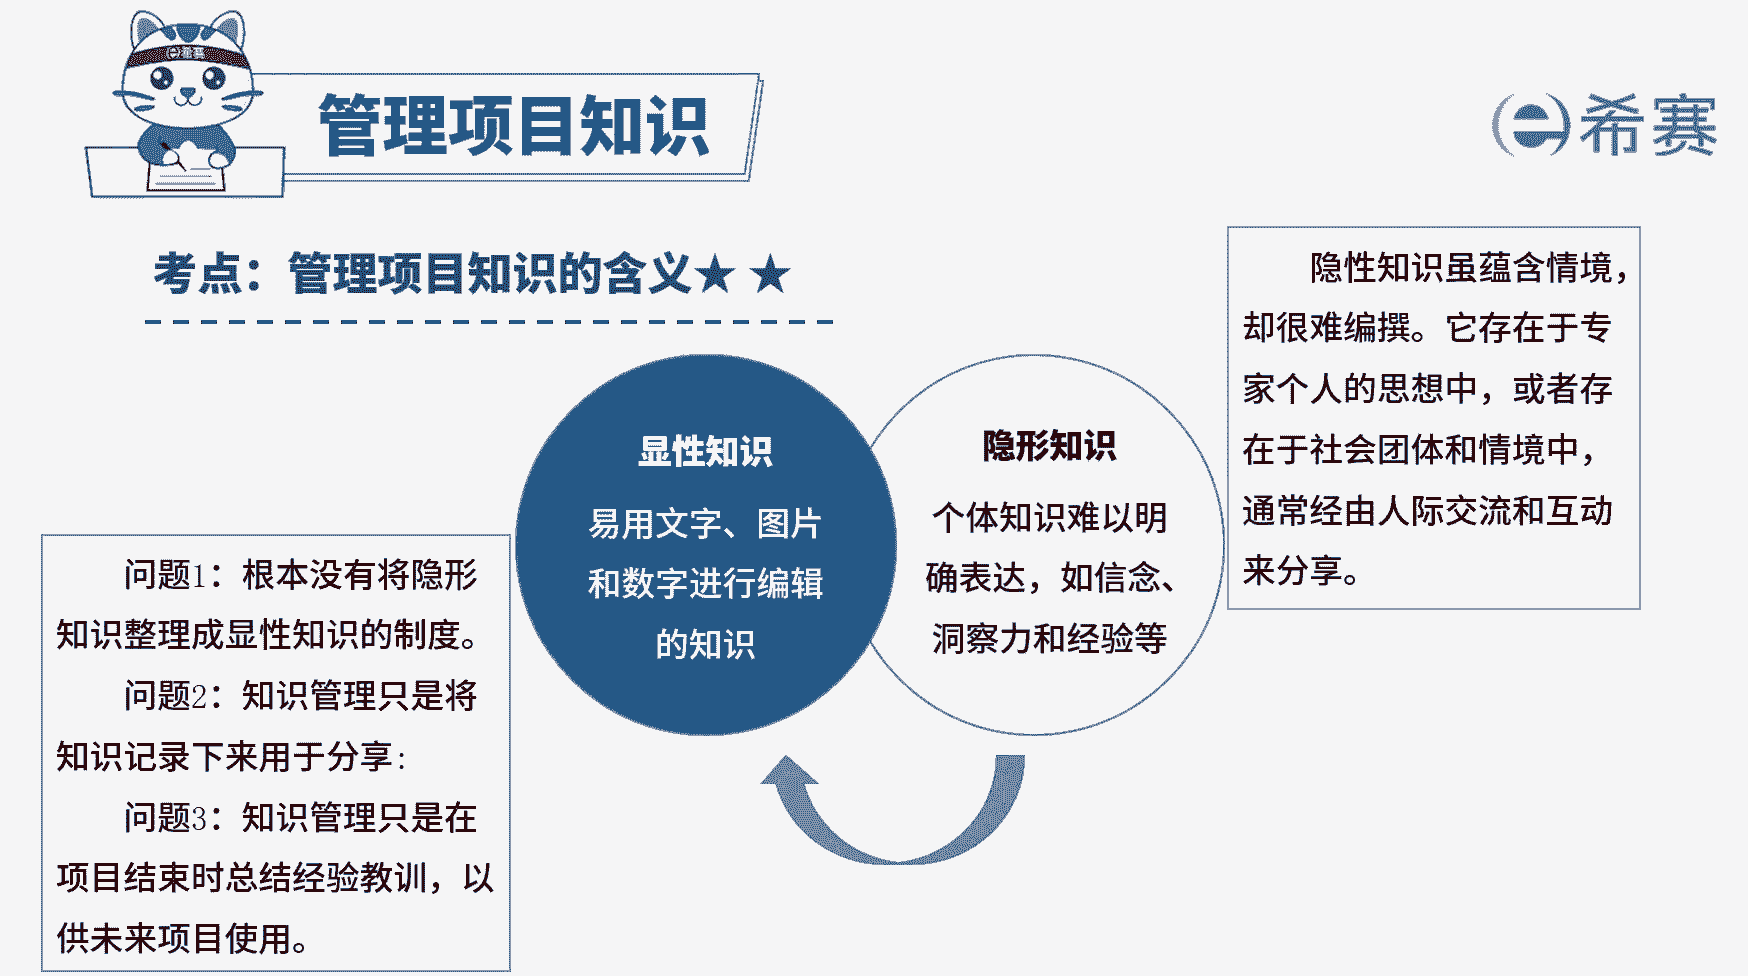 e希赛
管理项目知识
希赛
考点：管理项目知识的含义★ ★
显性知识
易用文字、图片
和数字进行编辑
的知识
隐形知识
个体知识难以明
确表达，如信念、
洞察力和经验等
隐性知识虽蕴含情境，
却很难编撰。它存在于专
家个人的思想中，或者存
在于社会团体和情境中，
通常经由人际交流和互动
来分享。
问题1：根本没有将隐形
知识整理成显性知识的制度。
问题2：知识管理只是将
知识记录下来用于分享:
问题3：知识管理只是在
项目结束时总结经验教训，以
供未来项目使用。